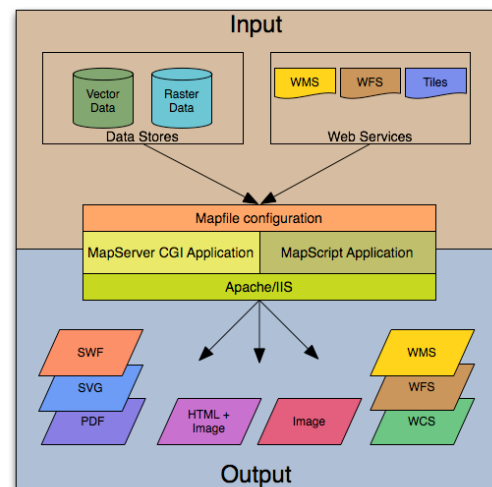 Input
Vector
Data
Raster
Data
Data Stores
WMS
WFS
Tiles
Web Services
Mapfile configuration
MapServer CGI Application
MapScript Application
Apache/IIS
SWF
SVG
PDF
HTML +
Image
Image
WMS
WFS
WCS
Output